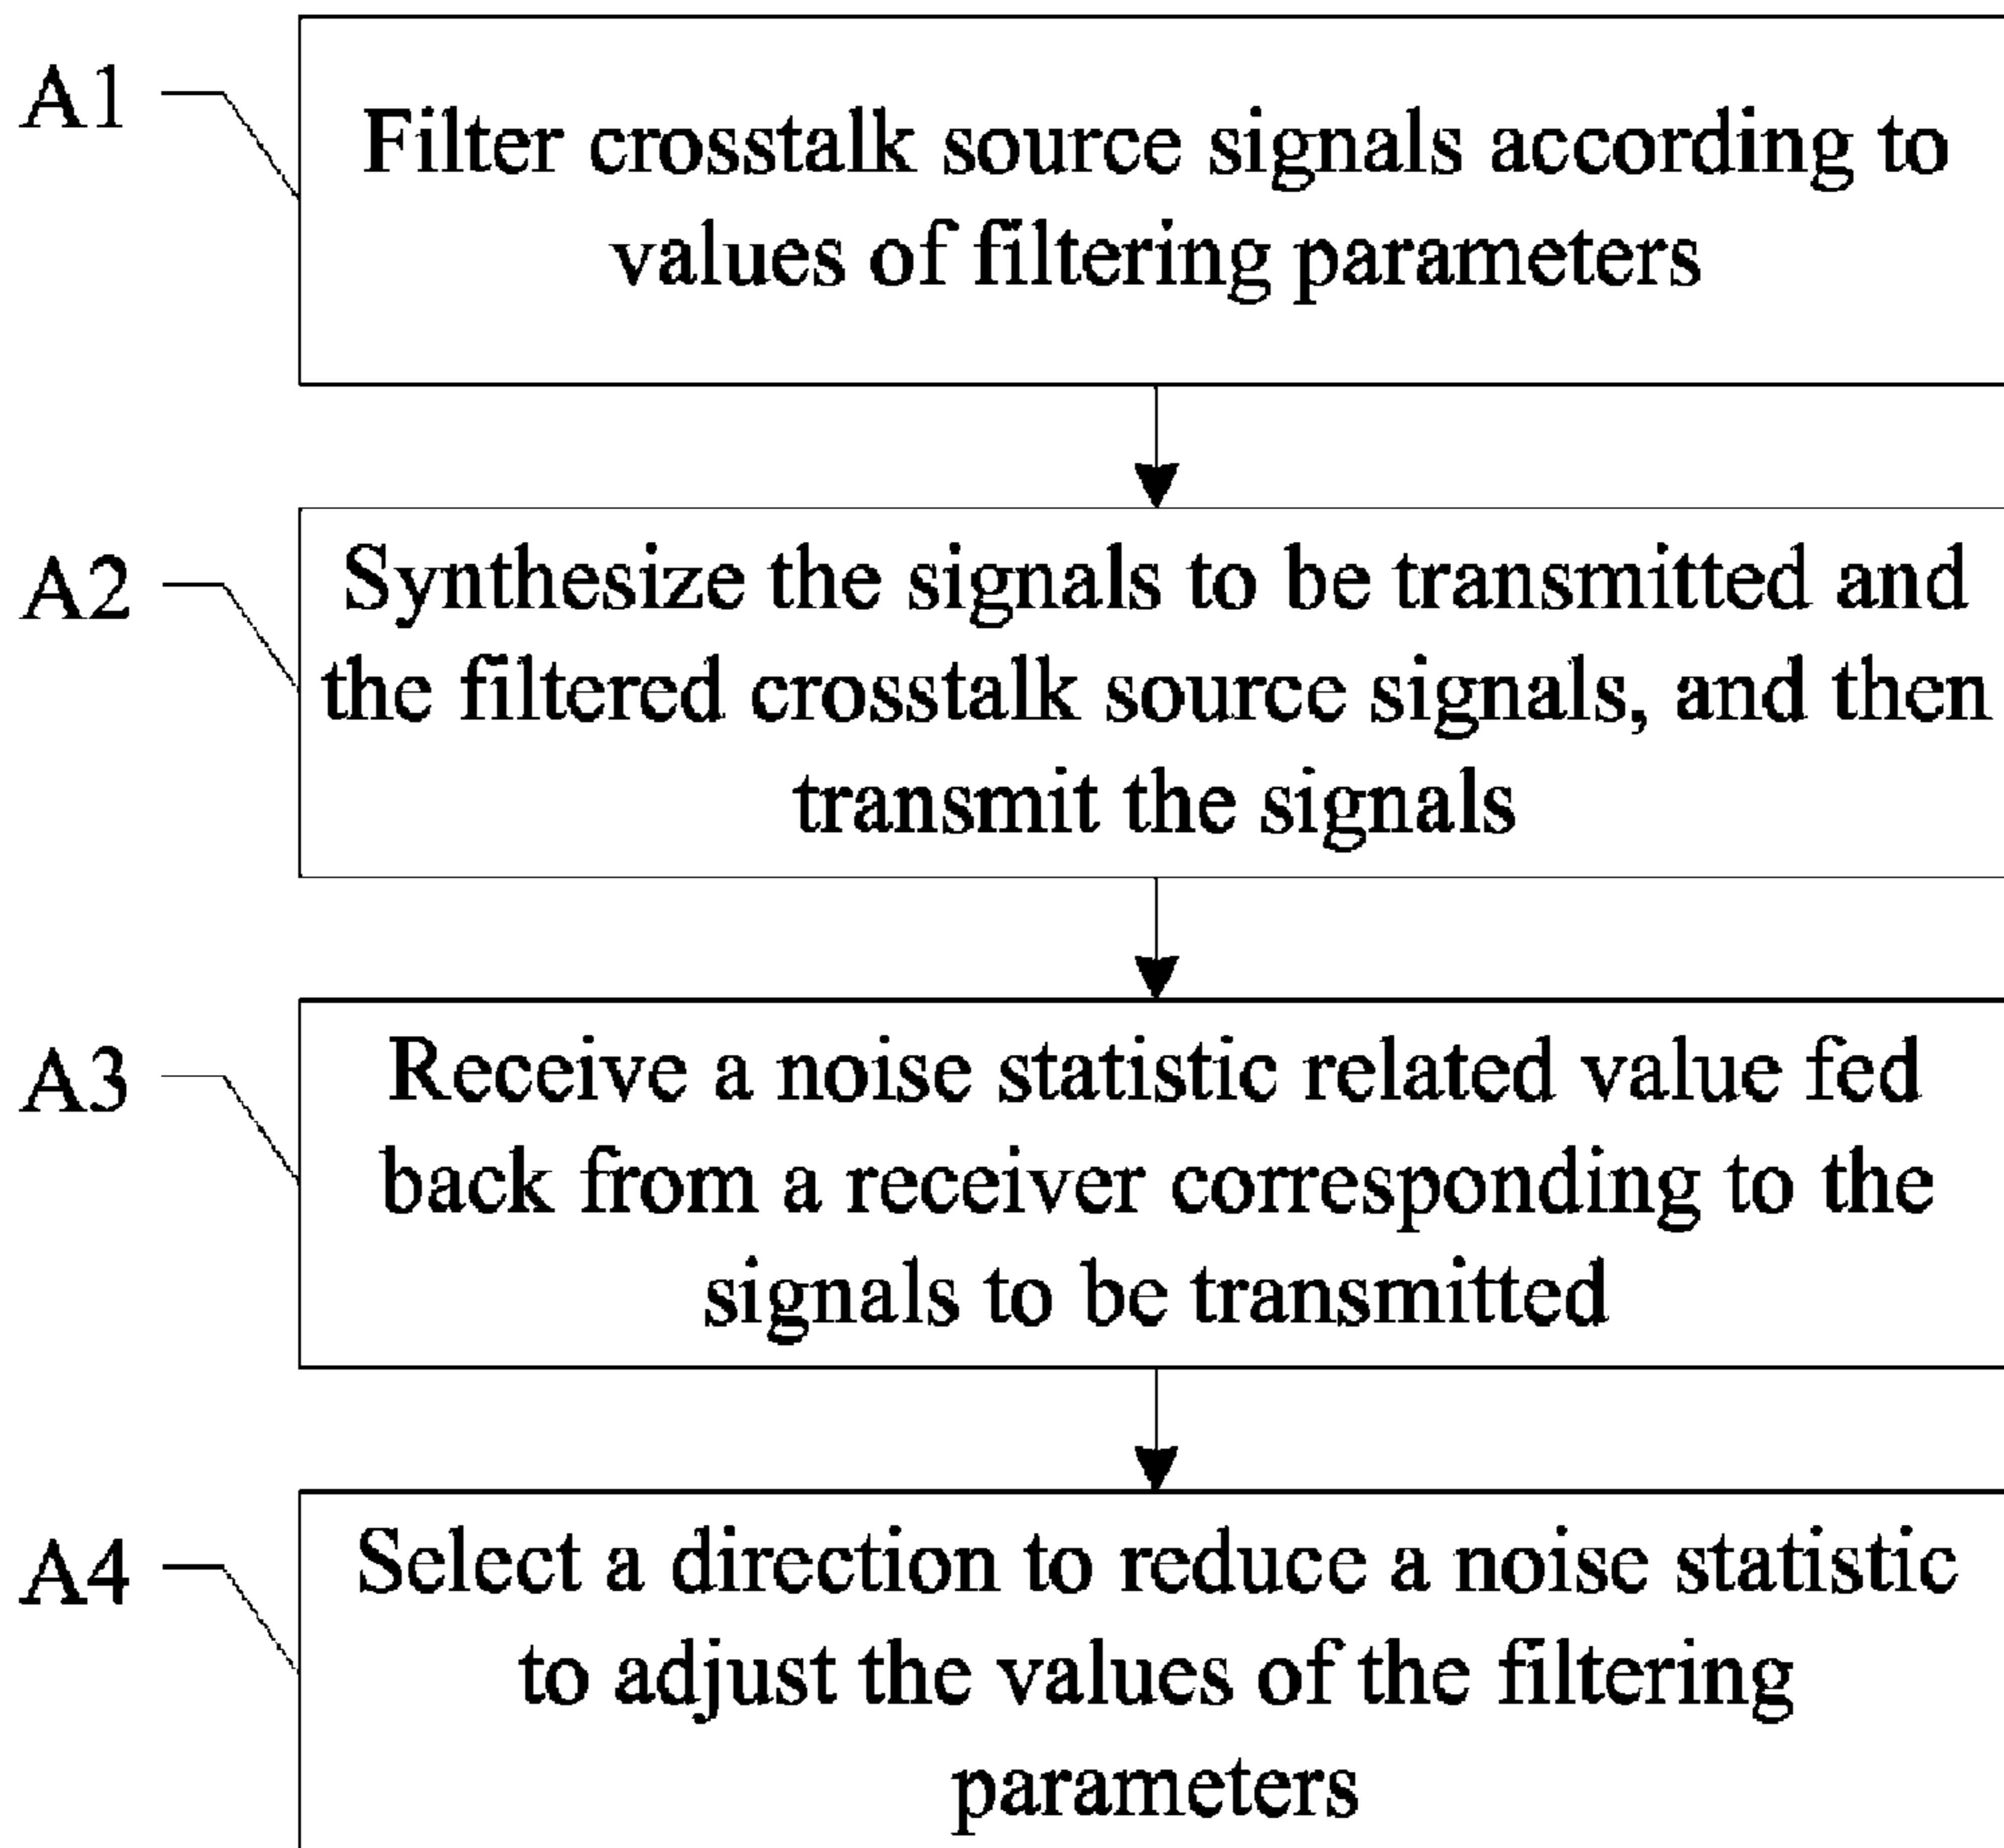 A1
Filter crosstalk source signals according to
values of filtering parameters
A2
Synthesize the signals to be transmitted and
the filtered crosstalk source signals, and then
transmit the signals
A3
Receive a noise statistic related value fed
back from a receiver corresponding to the
signals to be transmitted
A4
Select a direction to reduce a noise statistic
to adjust the values of the filtering
parameters